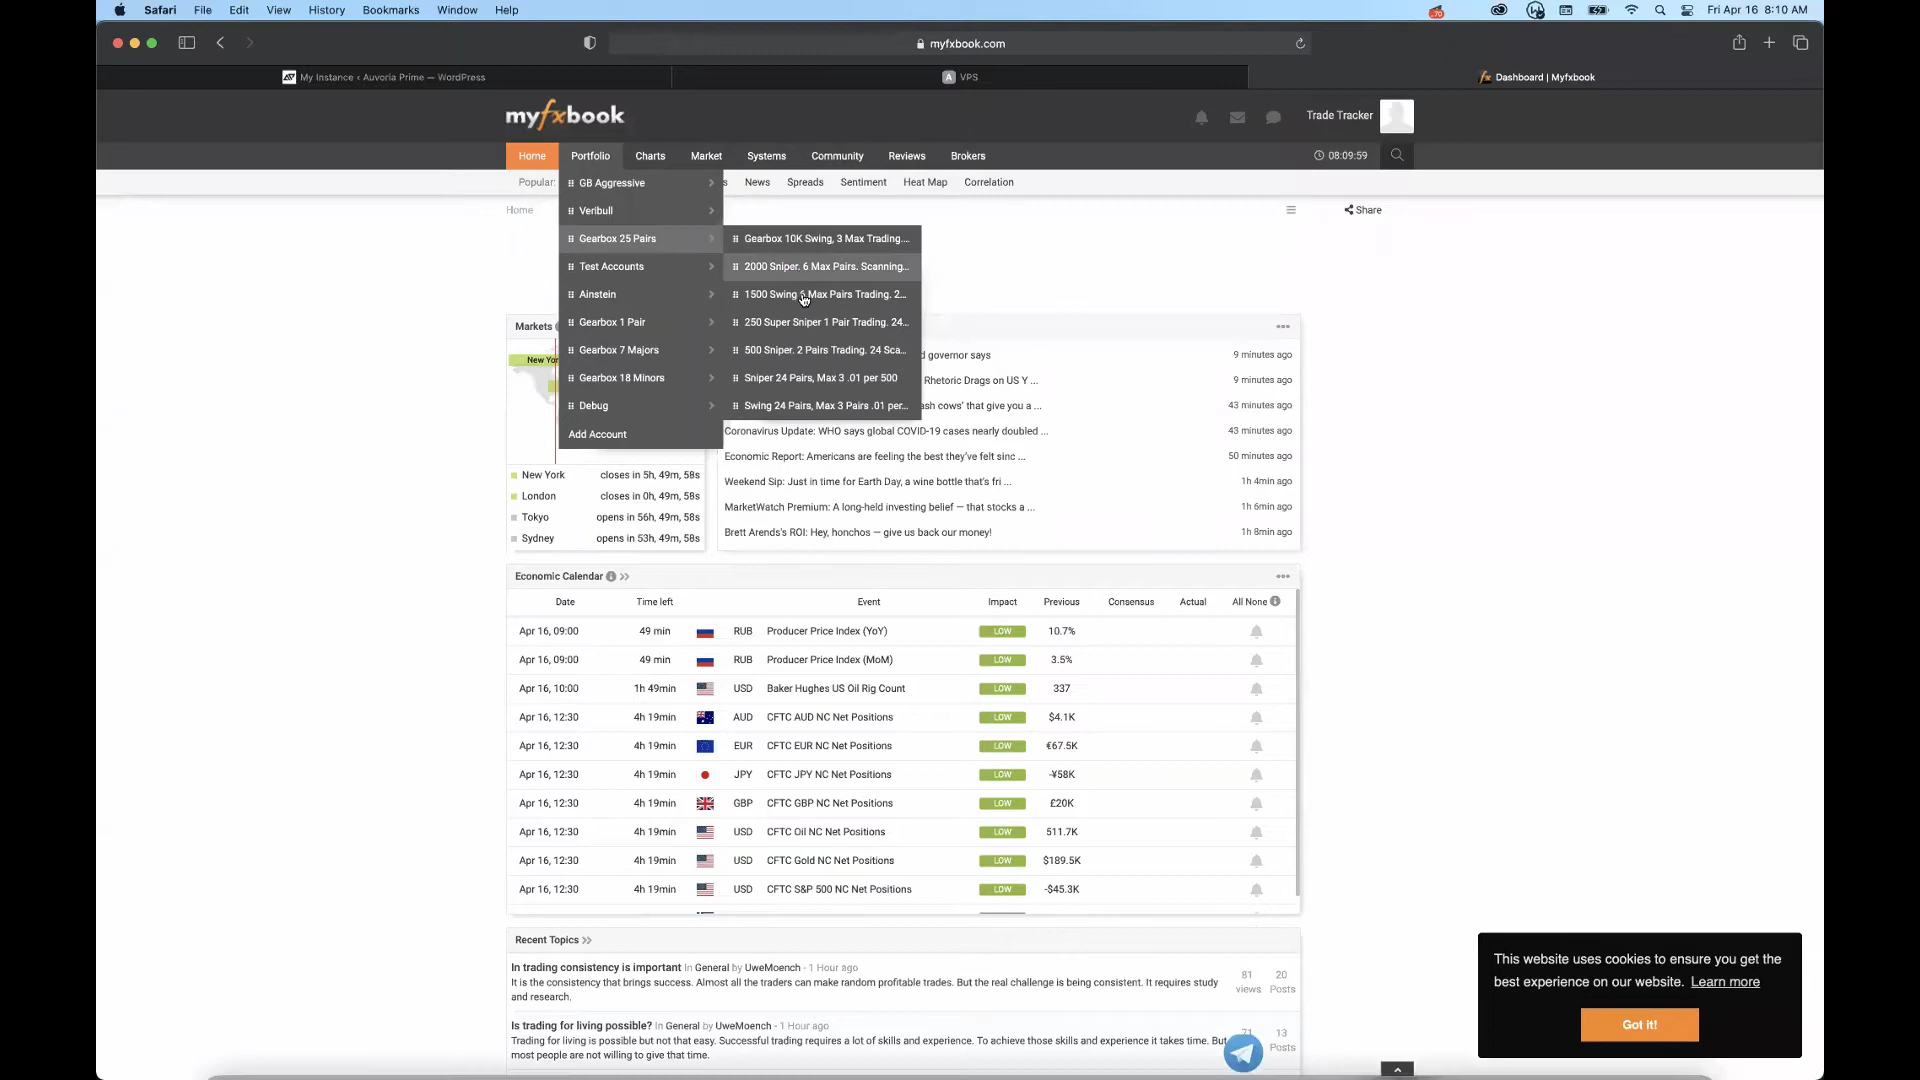 Safari File Edit View History Bookmarks Window Help
Fri Apr 16 8:10 AM
myfxbook.com
My Instance ‹ Auvoria Prime — WordPress
A VPS
fx Dashboard | Myfxbook
myfxbook
Trade Tracker
Home Portfolio Charts Market Systems Community Reviews Brokers
08:09:59
Popular: News Spreads Sentiment Heat Map Correlation
Home
Share
GB Aggressive
Veribull
Gearbox 25 Pairs
Test Accounts
Ainstein
Gearbox 1 Pair
Gearbox 7 Majors
Gearbox 18 Minors
Debug
Add Account
Gearbox 10K Swing, 3 Max Trading....
2000 Sniper. 6 Max Pairs. Scanning...
1500 Swing 6 Max Pairs Trading. 2...
250 Super Sniper 1 Pair Trading. 24...
500 Sniper. 2 Pairs Trading. 24 Sca...
Sniper 24 Pairs, Max 3 .01 per 500
Swing 24 Pairs, Max 3 Pairs .01 per...
Markets
New Yor
New York closes in 5h, 49m, 58s
London closes in 0h, 49m, 58s
Tokyo opens in 56h, 49m, 58s
Sydney opens in 53h, 49m, 58s
d governor says 9 minutes ago
Rhetoric Drags on US Y ... 9 minutes ago
ash cows' that give you a ... 43 minutes ago
Coronavirus Update: WHO says global COVID-19 cases nearly doubled ... 43 minutes ago
Economic Report: Americans are feeling the best they've felt sinc ... 50 minutes ago
Weekend Sip: Just in time for Earth Day, a wine bottle that's fri ... 1h 4min ago
MarketWatch Premium: A long-held investing belief — that stocks a ... 1h 6min ago
Brett Arends's ROI: Hey, honchos — give us back our money! 1h 8min ago
Economic Calendar
Date Time left Event Impact Previous Consensus Actual All None
Apr 16, 09:00 49 min RUB Producer Price Index (YoY) LOW 10.7%
Apr 16, 09:00 49 min RUB Producer Price Index (MoM) LOW 3.5%
Apr 16, 10:00 1h 49min USD Baker Hughes US Oil Rig Count LOW 337
Apr 16, 12:30 4h 19min AUD CFTC AUD NC Net Positions LOW $4.1K
Apr 16, 12:30 4h 19min EUR CFTC EUR NC Net Positions LOW €67.5K
Apr 16, 12:30 4h 19min JPY CFTC JPY NC Net Positions LOW -¥58K
Apr 16, 12:30 4h 19min GBP CFTC GBP NC Net Positions LOW £20K
Apr 16, 12:30 4h 19min USD CFTC Oil NC Net Positions LOW 511.7K
Apr 16, 12:30 4h 19min USD CFTC Gold NC Net Positions LOW $189.5K
Apr 16, 12:30 4h 19min USD CFTC S&P 500 NC Net Positions LOW -$45.3K
Recent Topics
In trading consistency is important In General by UweMoench - 1 Hour ago
It is the consistency that brings success. Almost all the traders can make random profitable trades. But the real challenge is being consistent. It requires study
and research.
81 views 20 Posts
Is trading for living possible? In General by UweMoench - 1 Hour ago
Trading for living is possible but not that easy. Successful trading requires a lot of skills and experience. To achieve those skills and experience it takes time. But
most people are not willing to give that time.
71 13 Posts
This website uses cookies to ensure you get the
best experience on our website. Learn more
Got it!